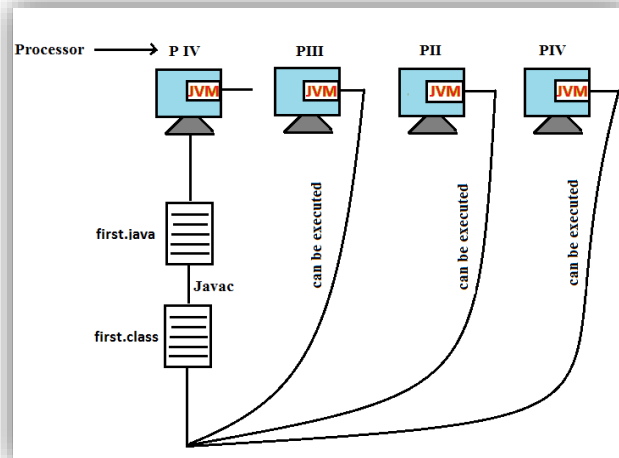 Processor P IV PIII PII PIV
JVM JVM JVM JVM
first.java
Javac
first.class
can be executed
can be executed
can be executed